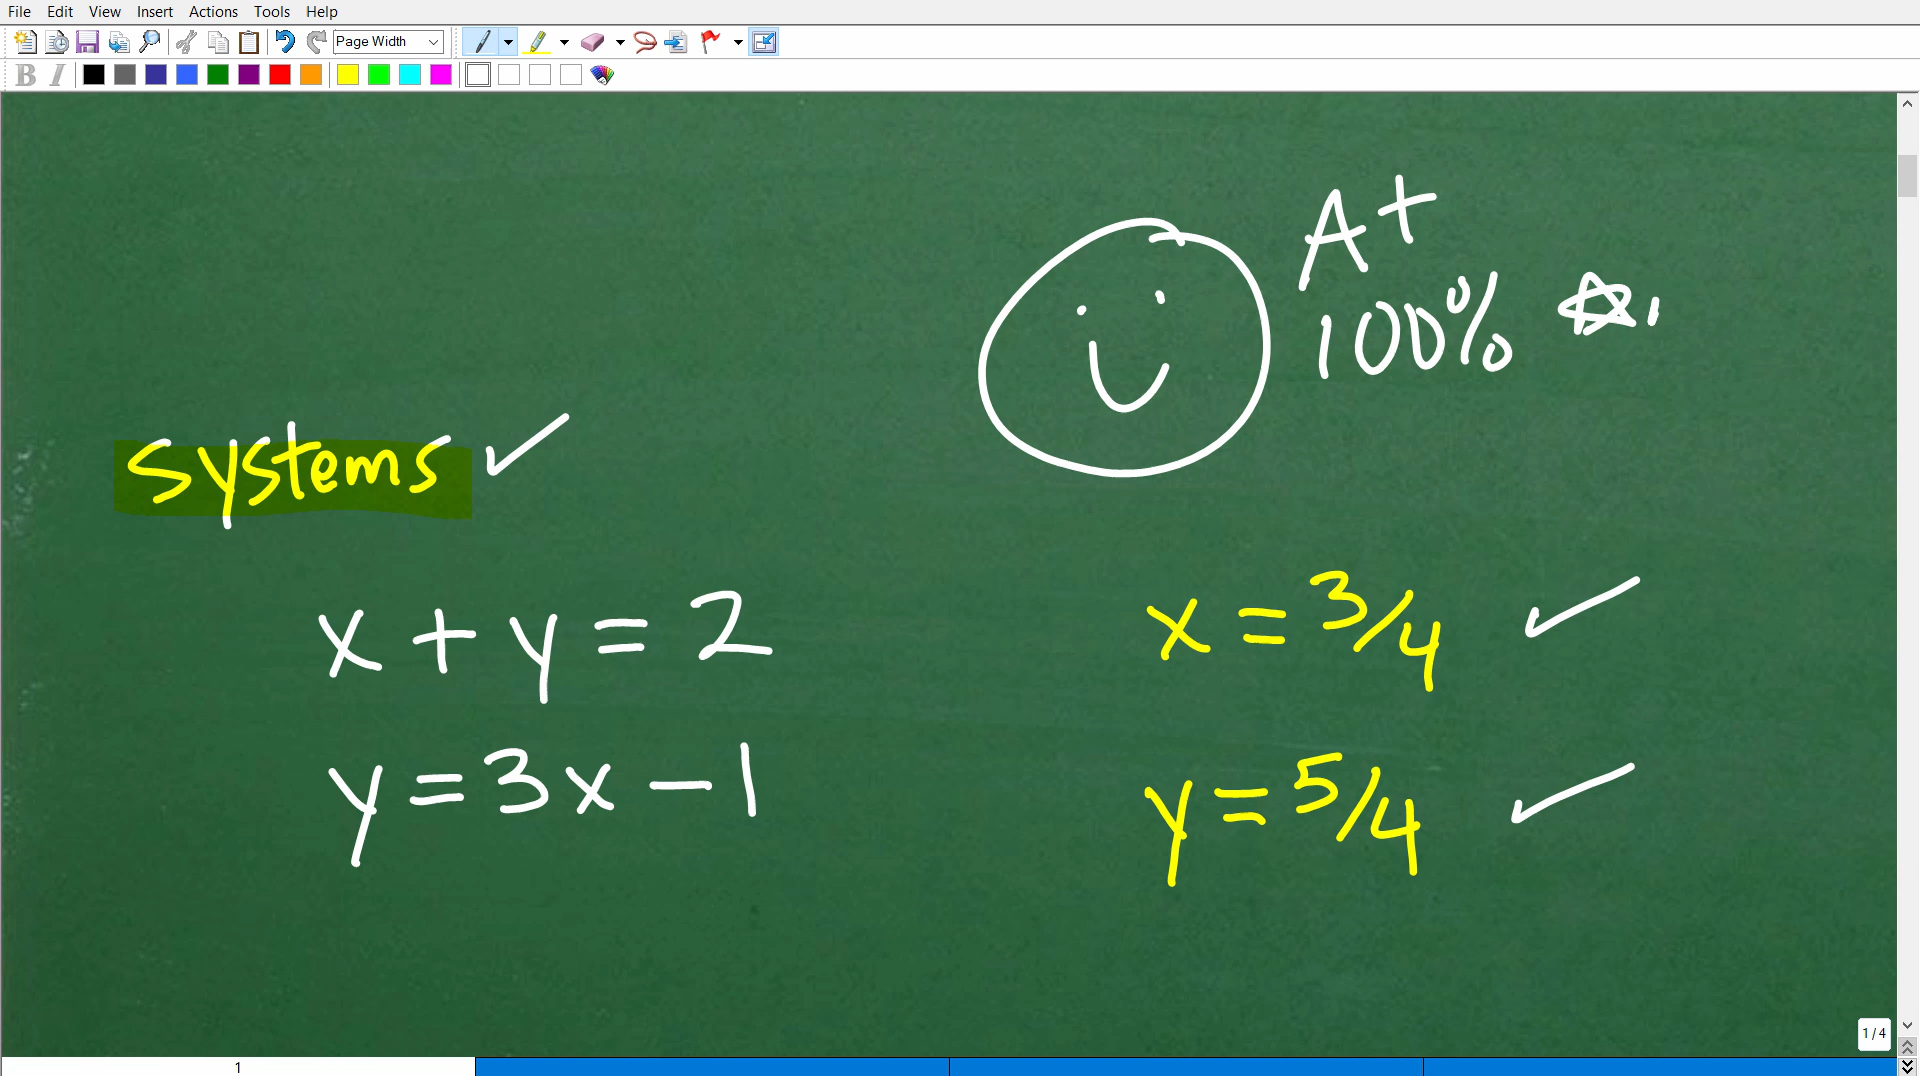 File Edit View Insert Actions Tools Help
Page Width
B I
A+
100%
systems
x + y = 2
x = 3/4
y = 3x - 1
y = 5/4
1 / 4
1